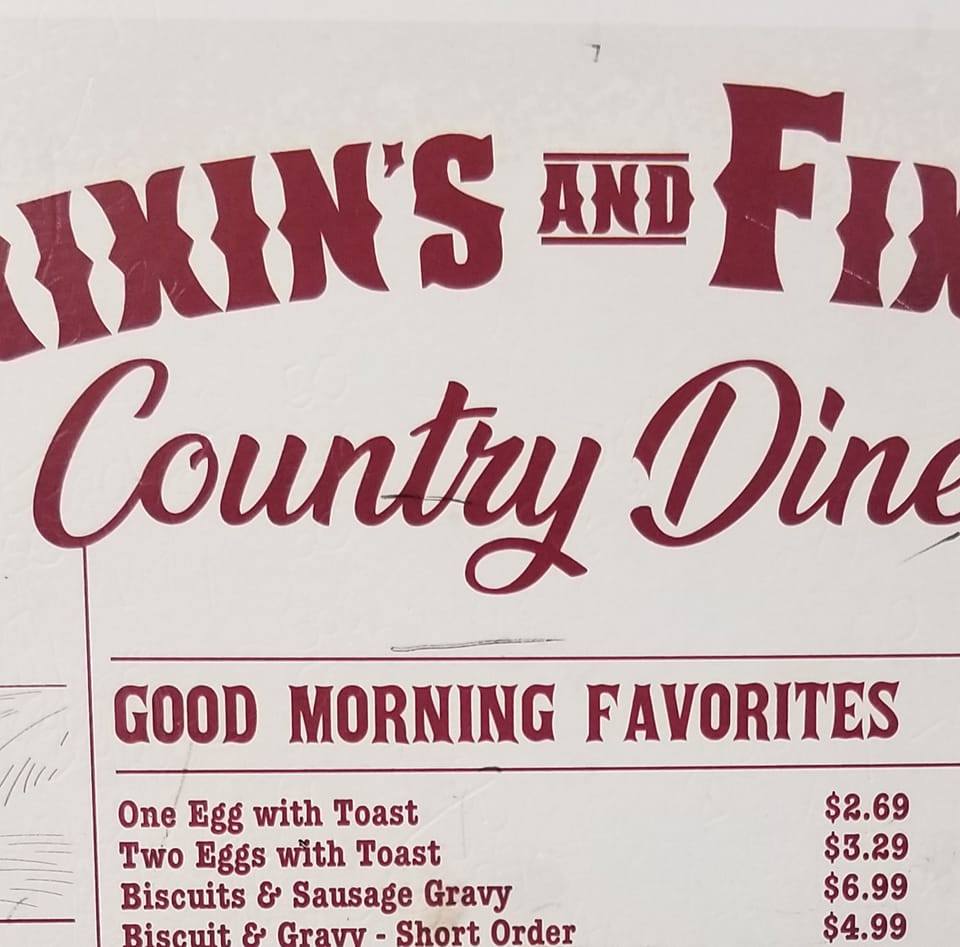 IXIN'S AND FIX
Country Dine
GOOD MORNING FAVORITES
One Egg with Toast $2.69
Two Eggs with Toast $3.29
Biscuits & Sausage Gravy $6.99
Biscuit & Gravy - Short Order $4.99